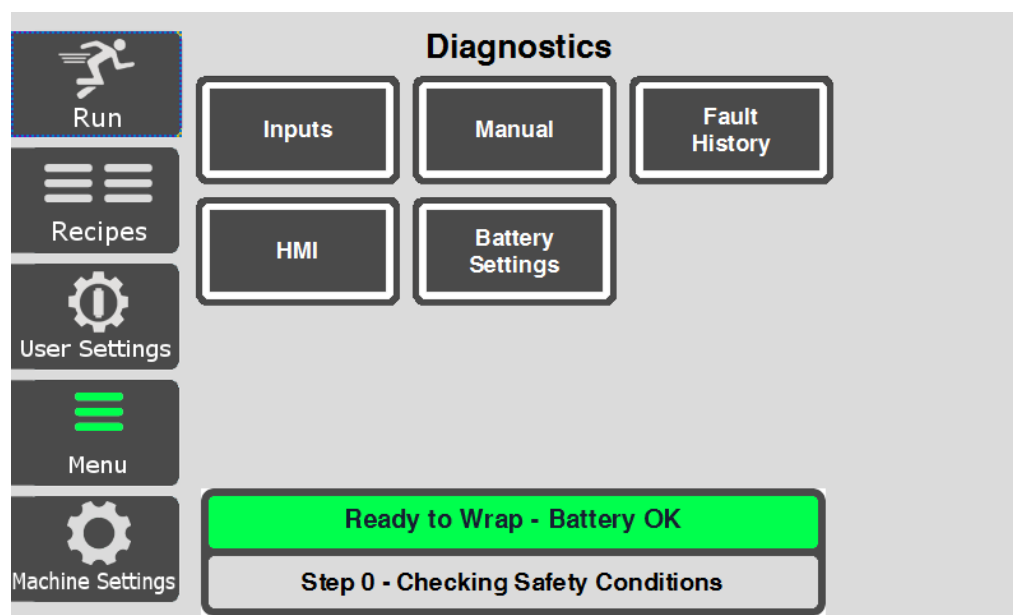 Diagnostics
Run
Recipes
User Settings
Menu
Machine Settings
Inputs
Manual
Fault
History
HMI
Battery
Settings
Ready to Wrap - Battery OK
Step 0 - Checking Safety Conditions